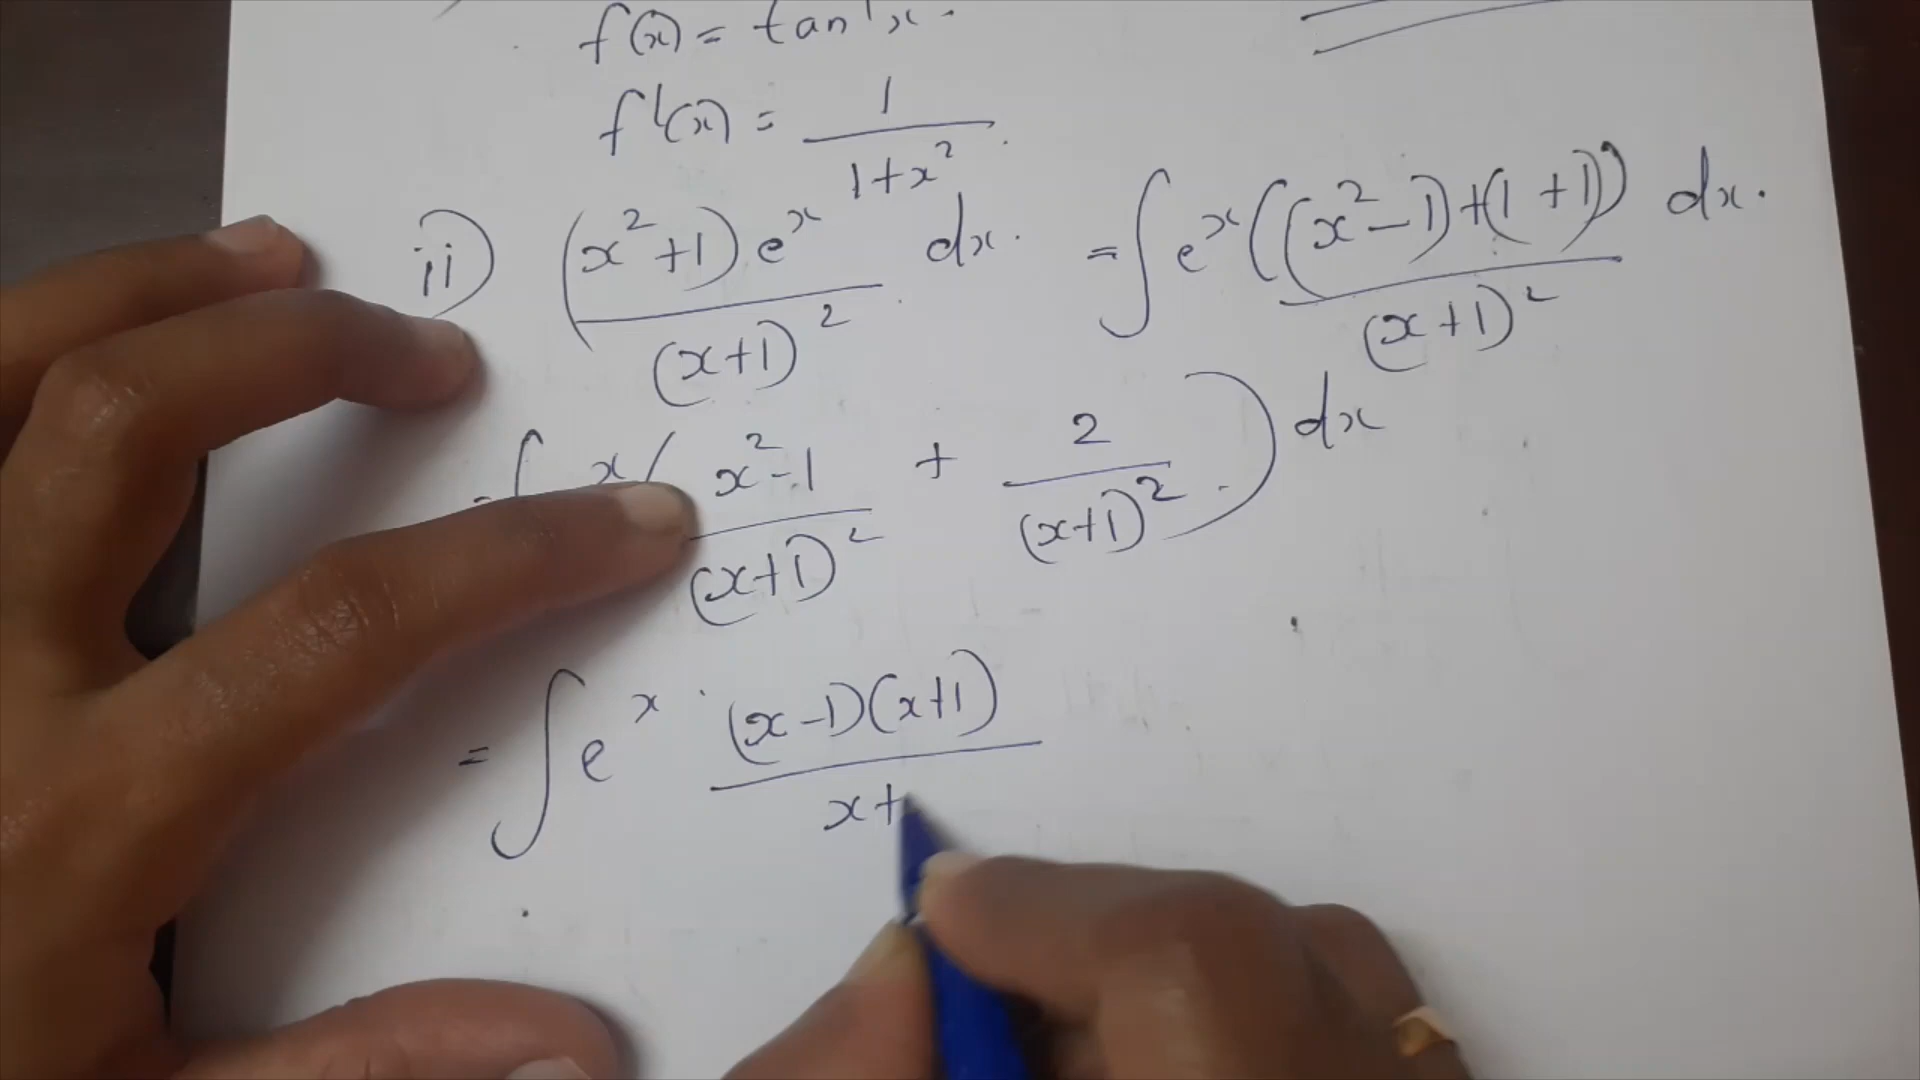 f(x) = tan⁻¹x.
f'(x) = 1/(1+x²).
ii) ∫ (x²+1)eˣ/(x+1)² dx. = ∫eˣ((x²-1)+(1+1))/(x+1)² dx.
= ∫ x( (x²-1)/(x+1)² + 2/(x+1)². ) dx
= ∫eˣ. (x-1)(x+1)/x+